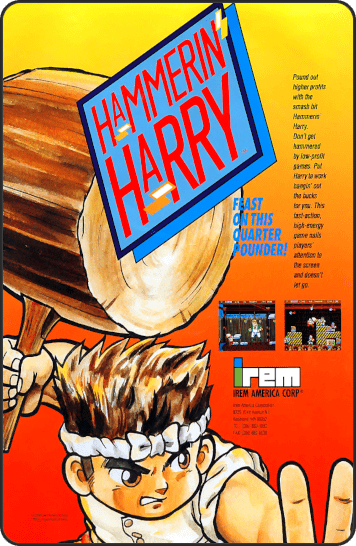 HAMMERIN'
HARRY
Pound out
higher profits
with the
smash hit
Hammerin
Harry.
Don't get
hammered
by low-profit
games. Put
Harry to work
bangin' out
the bucks
for you. This
fast-action,
high-energy
game nails
players'
attention to
the screen
and doesn't
let go.
FEAST
ON THIS
QUARTER
POUNDER!
irem
IREM AMERICA CORP